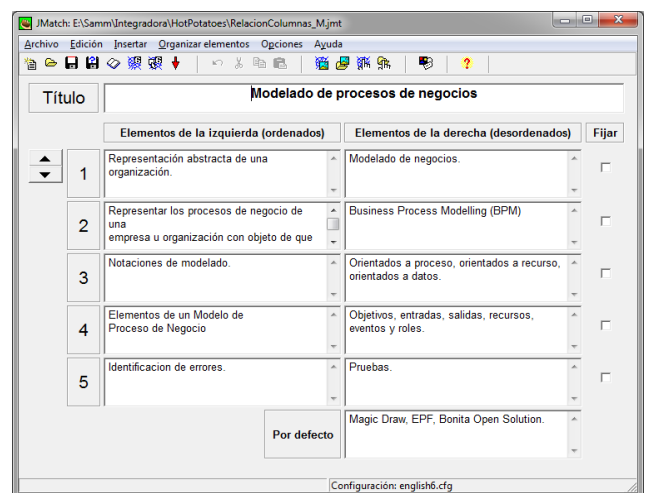 JMatch: E:\Samm\Integradora\HotPotatoes\RelacionColumnas_M.jmt
Archivo Edición Insertar Organizar elementos Opciones Ayuda
Título Modelado de procesos de negocios
Elementos de la izquierda (ordenados) Elementos de la derecha (desordenados) Fijar
1
Representación abstracta de una
organización.
Modelado de negocios.
2
Representar los procesos de negocio de
una
empresa u organización con objeto de que
Business Process Modelling (BPM)
3
Notaciones de modelado.
Orientados a proceso, orientados a recurso,
orientados a datos.
4
Elementos de un Modelo de
Proceso de Negocio
Objetivos, entradas, salidas, recursos,
eventos y roles.
5
Identificacion de errores.
Pruebas.
Por defecto
Magic Draw, EPF, Bonita Open Solution.
Configuración: english6.cfg